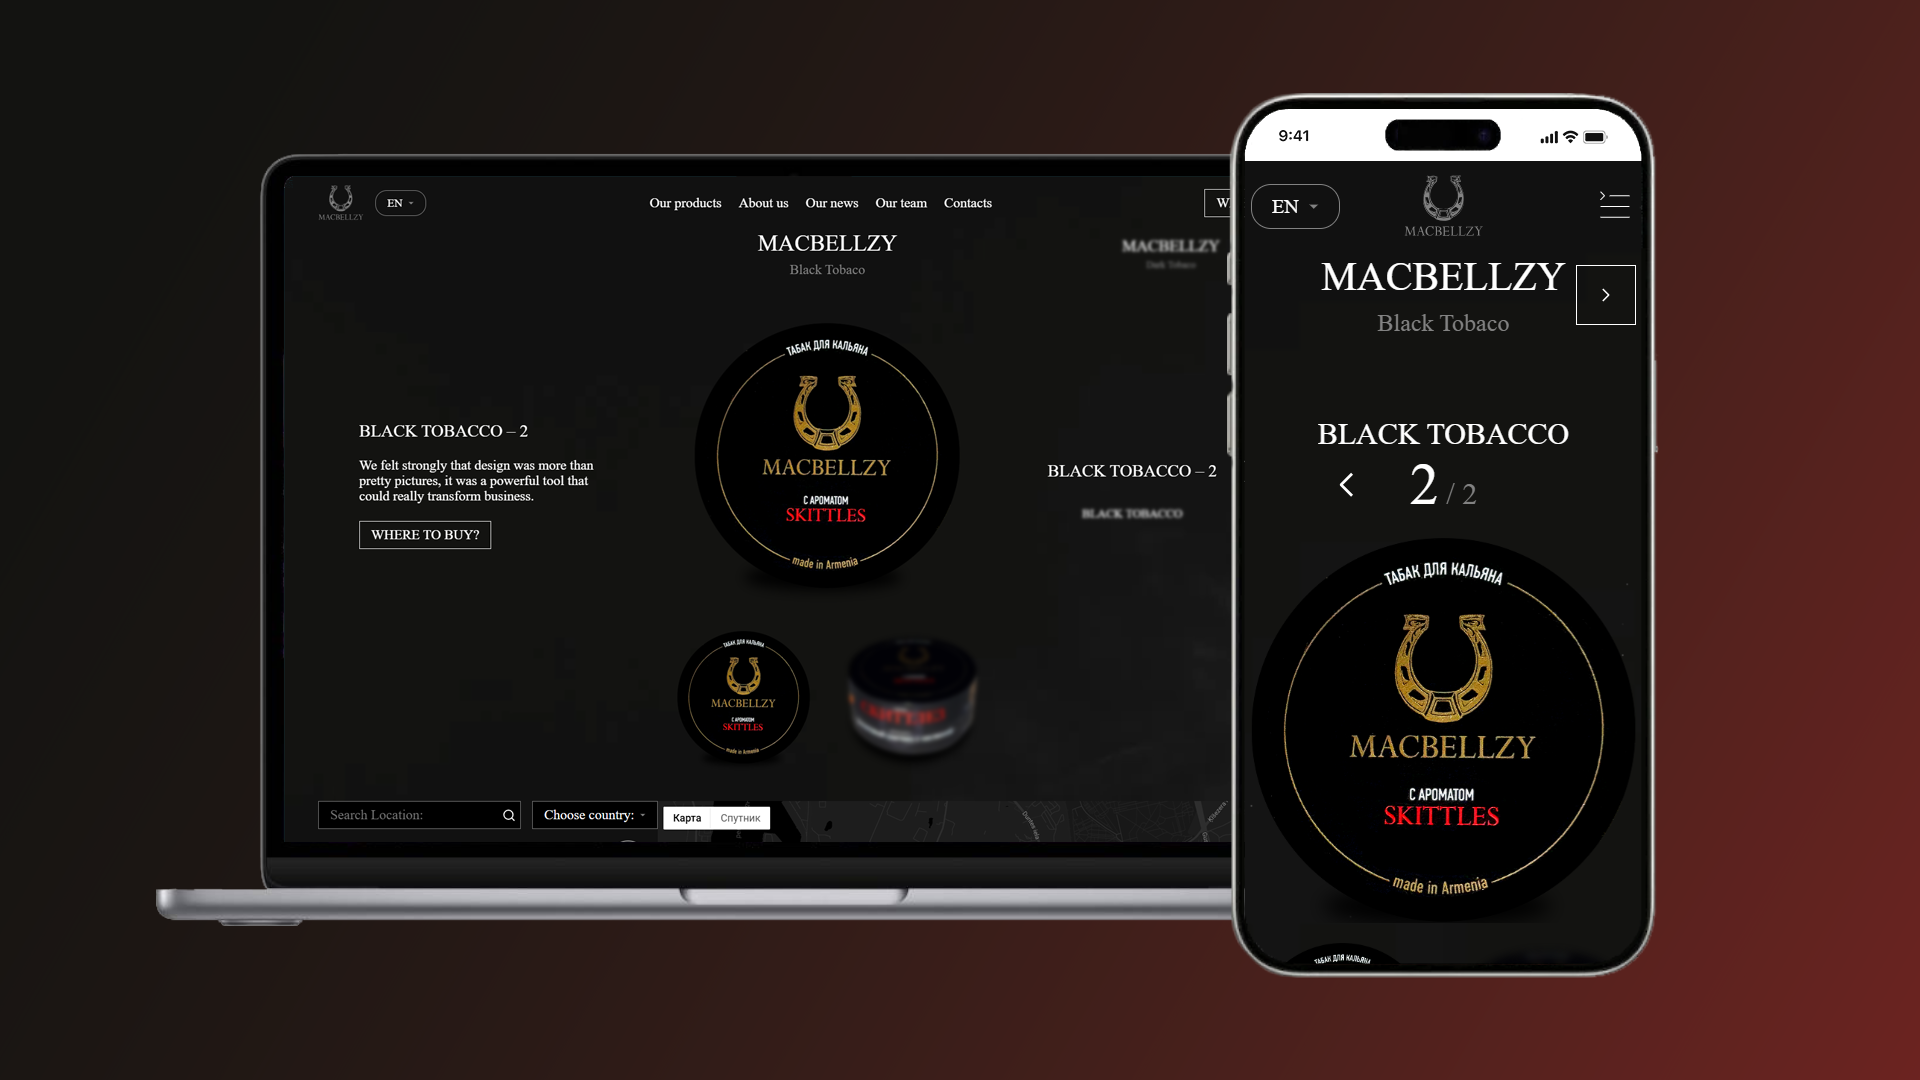 MACBELLZY
EN
Our products
About us
Our news
Our team
Contacts
W
MACBELLZY
Black Tobaco
MACBELLZY
Dark Tobaco
BLACK TOBACCO – 2
We felt strongly that design was more than
pretty pictures, it was a powerful tool that
could really transform business.
WHERE TO BUY?
ТАБАК ДЛЯ КАЛЬЯНА
MACBELLZY
С АРОМАТОМ
SKITTLES
made in Armenia
BLACK TOBACCO – 2
BLACK TOBACCO
ТАБАК ДЛЯ КАЛЬЯНА
MACBELLZY
С АРОМАТОМ
SKITTLES
made in Armenia
Search Location:
Choose country:
Карта
Спутник
9:41
EN
MACBELLZY
MACBELLZY
Black Tobaco
BLACK TOBACCO
2 / 2
ТАБАК ДЛЯ КАЛЬЯНА
MACBELLZY
С АРОМАТОМ
SKITTLES
made in Armenia
ТАБАК ДЛЯ КАЛЬЯНА